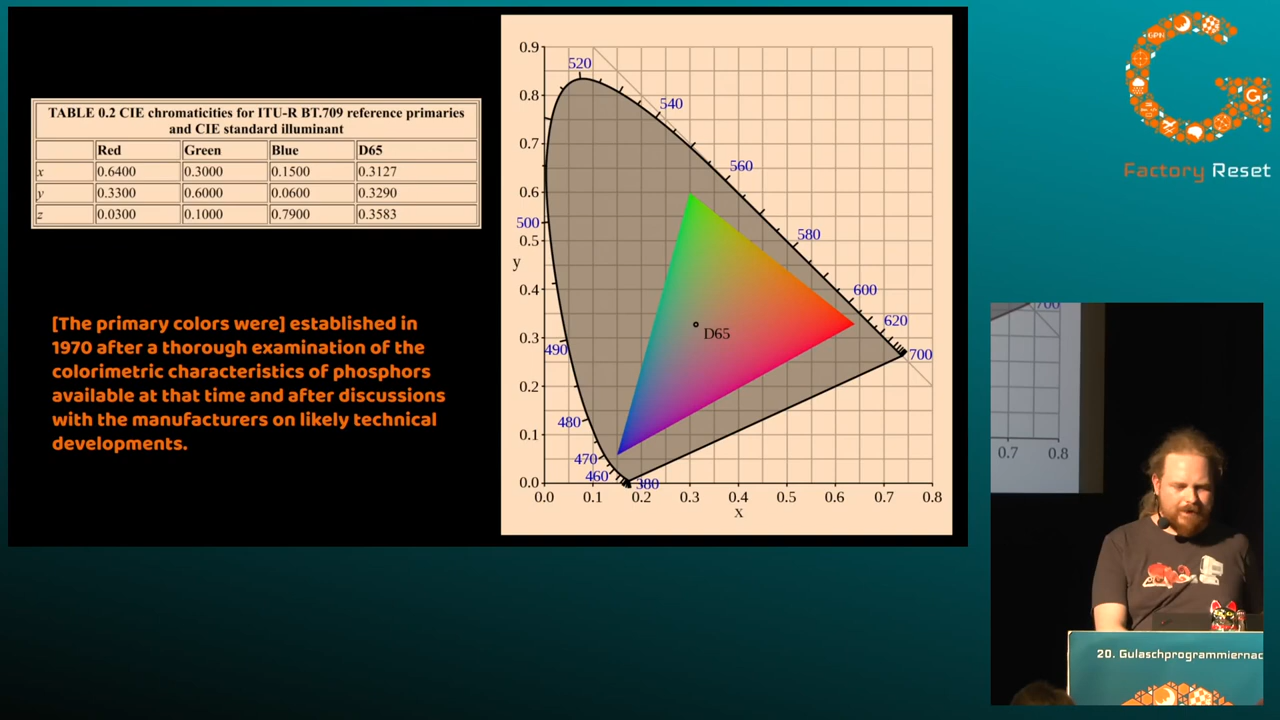 TABLE 0.2 CIE chromaticities for ITU-R BT.709 reference primaries
and CIE standard illuminant
Red Green Blue D65
x 0.6400 0.3000 0.1500 0.3127
y 0.3300 0.6000 0.0600 0.3290
z 0.0300 0.1000 0.7900 0.3583
[The primary colors were] established in
1970 after a thorough examination of the
colorimetric characteristics of phosphors
available at that time and after discussions
with the manufacturers on likely technical
developments.
0.9
0.8
0.7
0.6
0.5
0.4
0.3
0.2
0.1
0.0
y
520
540
560
580
600
620
700
500
490
480
470
460
380
D65
0.0 0.1 0.2 0.3 0.4 0.5 0.6 0.7 0.8
x
GPN
G
Factory Reset
700
0.7 0.8
20. Gulaschprogrammiernac